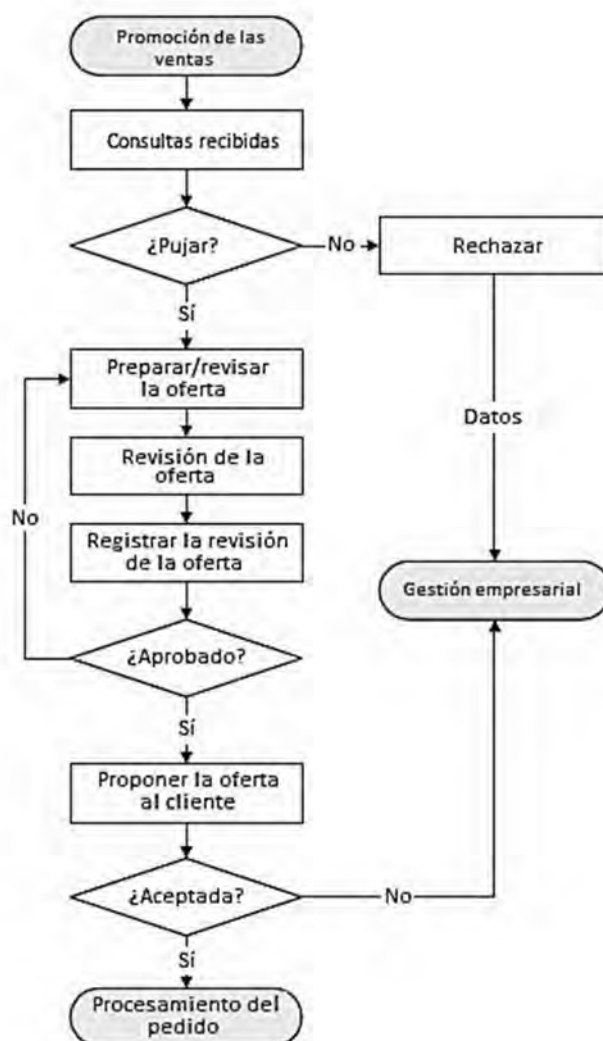 Promoción de las
ventas
Consultas recibidas
¿Pujar?
No
Rechazar
Sí
Preparar/revisar
la oferta
Datos
Revisión de la
oferta
No
Registrar la revisión
de la oferta
Gestión empresarial
¿Aprobado?
Sí
Proponer la oferta
al cliente
¿Aceptada?
No
Sí
Procesamiento del
pedido